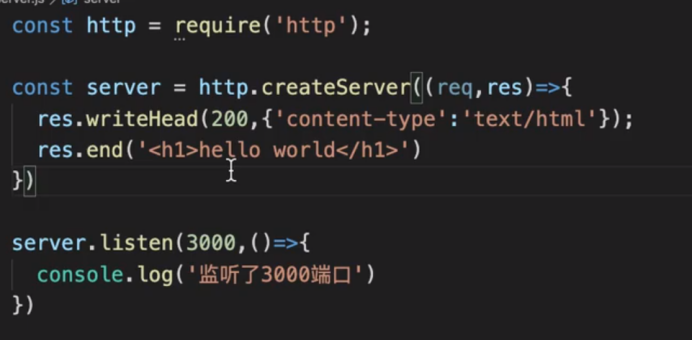 server.js > server
const http = require('http');
const server = http.createServer((req,res)=>{
res.writeHead(200,{'content-type':'text/html'});
res.end('<h1>hello world</h1>')
})
server.listen(3000,()=>{
console.log('监听了3000端口')
})